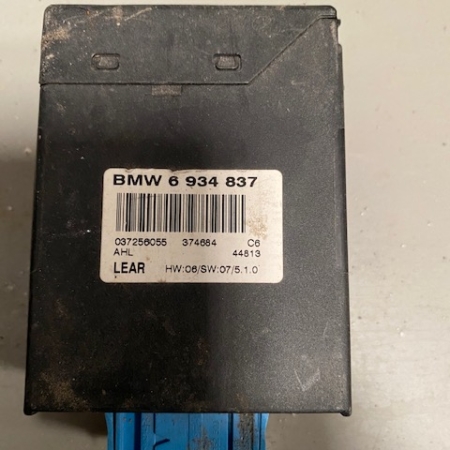 BMW 6 934 837
037256055 374684 C6
AHL 44813
LEAR HW:06/SW:07/5.1.0